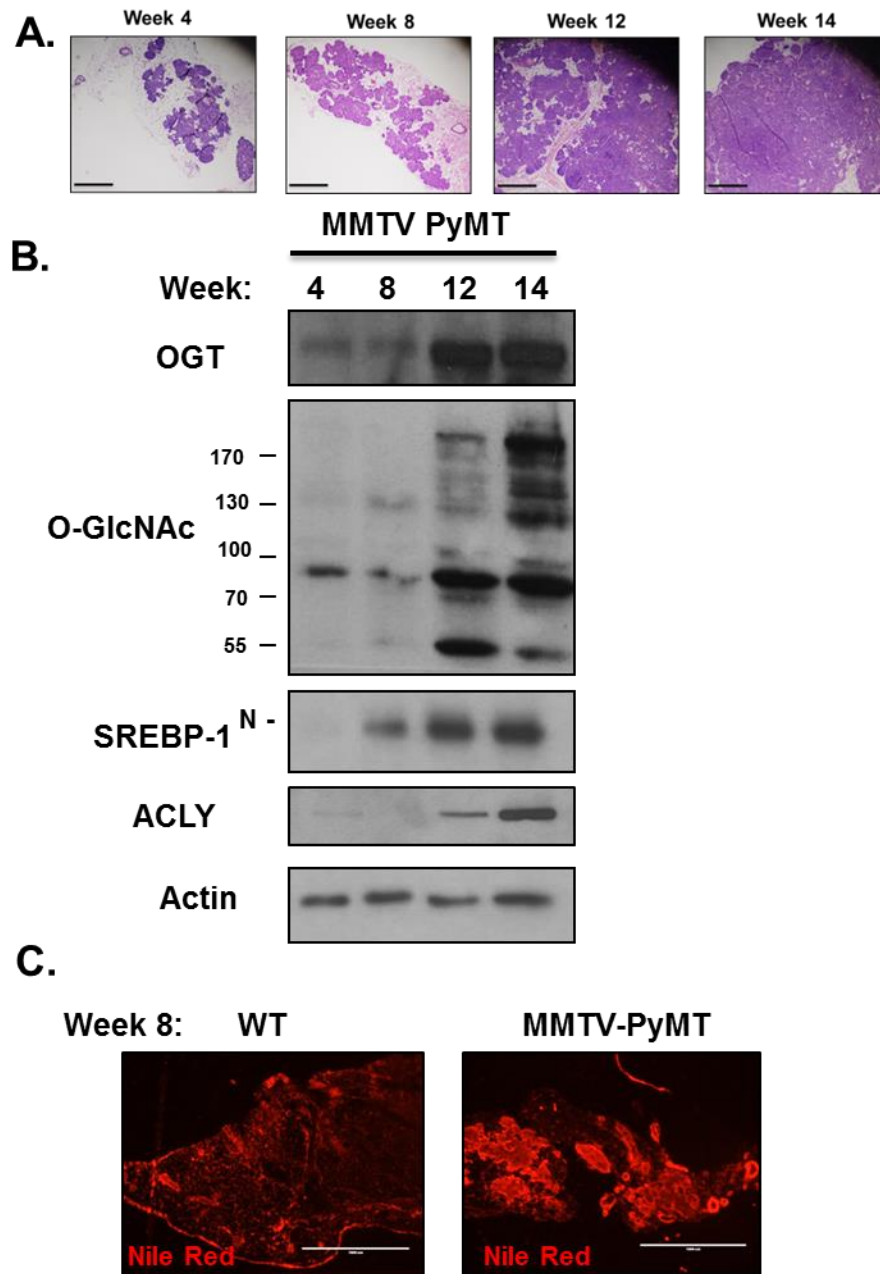 A.
Week 4 Week 8 Week 12 Week 14
MMTV PyMT
B.
Week: 4 8 12 14
OGT
O-GlcNAc
170 –
130 –
100 –
70 –
55 –
SREBP-1 N -
ACLY
Actin
C.
Week 8: WT MMTV-PyMT
Nile Red Nile Red